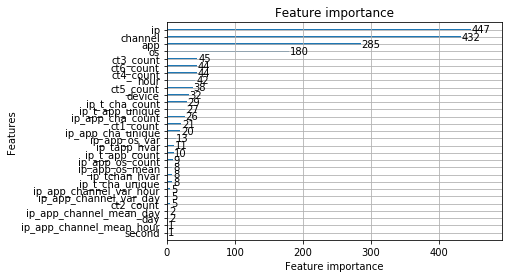 Feature importance
ip 447
channel 432
app 285
os 180
ct3_count 45
ct6_count 44
ct4_count 44
hour 42
ct5_count 38
device 32
ip_t_cha_count 29
ip_t_app_unique 27
ip_app_cha_count 26
ct1_count 21
ip_app_cha_unique 20
ip_app_os_var 13
ip_tapp_hvar 11
ip_t_app_count 10
ip_app_os_count 9
ip_app_os_mean 8
ip_tchan_hvar 8
ip_t_cha_unique 8
ip_app_channel_var_hour 5
ip_app_channel_var_day 5
ct2_count 5
ip_app_channel_mean_day 2
day 2
ip_app_channel_mean_hour 1
second 1
Features
0 100 200 300 400
Feature importance